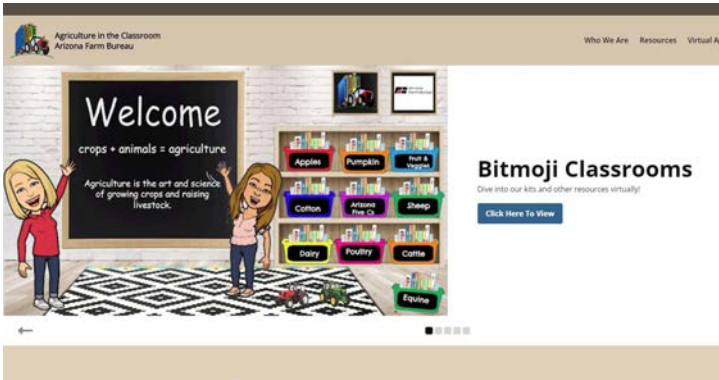 Agriculture in the Classroom
Arizona Farm Bureau
Who We Are Resources Virtual A
Welcome
crops + animals = agriculture
Agriculture is the art and science
of growing crops and raising
livestock.
Apples
Pumpkin
Fruit &
Veggies
Cotton
Arizona
Five Cs
Sheep
Dairy
Poultry
Cattle
Equine
Bitmoji Classrooms
Dive into our kits and other resources virtually!
Click Here To View